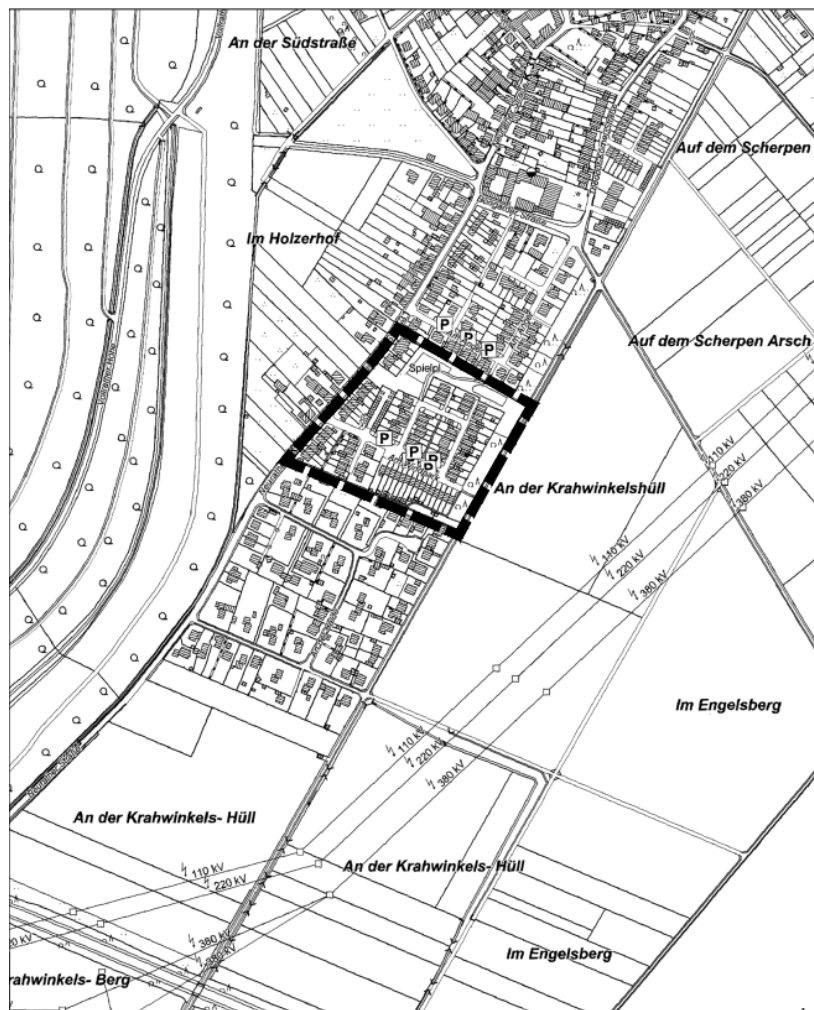 An der Südstraße
Auf dem Scherpen
Im Holzerhof
P
P
P
Auf dem Scherpen Arsch
Spielpl.
P
P
P
P
An der Krahwinkelshüll
110 kV
220 kV
380 kV
110 kV
220 kV
380 kV
Im Engelsberg
110 kV
220 kV
380 kV
An der Krahwinkels- Hüll
An der Krahwinkels- Hüll
110 kV
220 kV
380 kV
380 kV
Im Engelsberg
rahwinkels- Berg